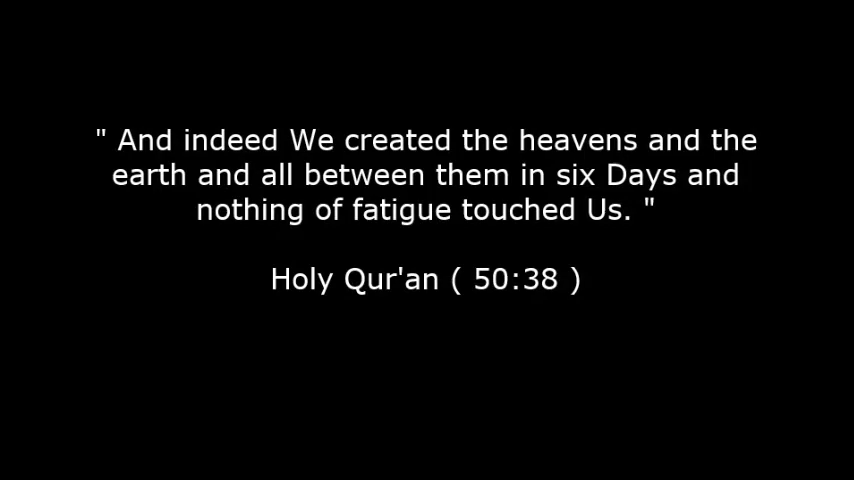 " And indeed We created the heavens and the
earth and all between them in six Days and
nothing of fatigue touched Us. "
Holy Qur'an ( 50:38 )